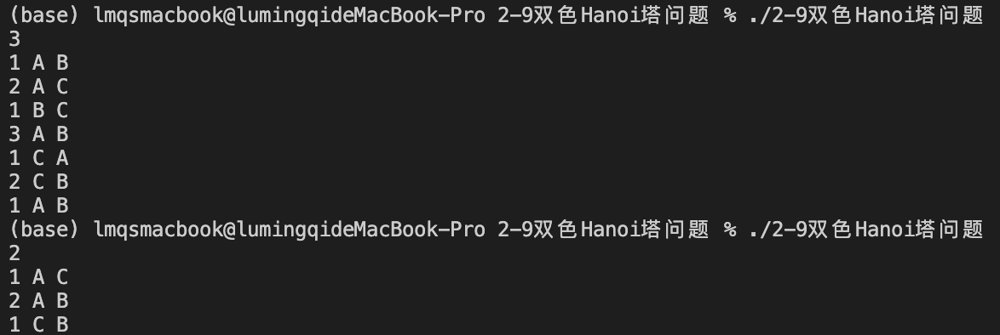 (base) lmqsmacbook@lumingqideMacBook-Pro 2-9双色Hanoi塔问题 % ./2-9双色Hanoi塔问题
3
1 A B
2 A C
1 B C
3 A B
1 C A
2 C B
1 A B
(base) lmqsmacbook@lumingqideMacBook-Pro 2-9双色Hanoi塔问题 % ./2-9双色Hanoi塔问题
2
1 A C
2 A B
1 C B